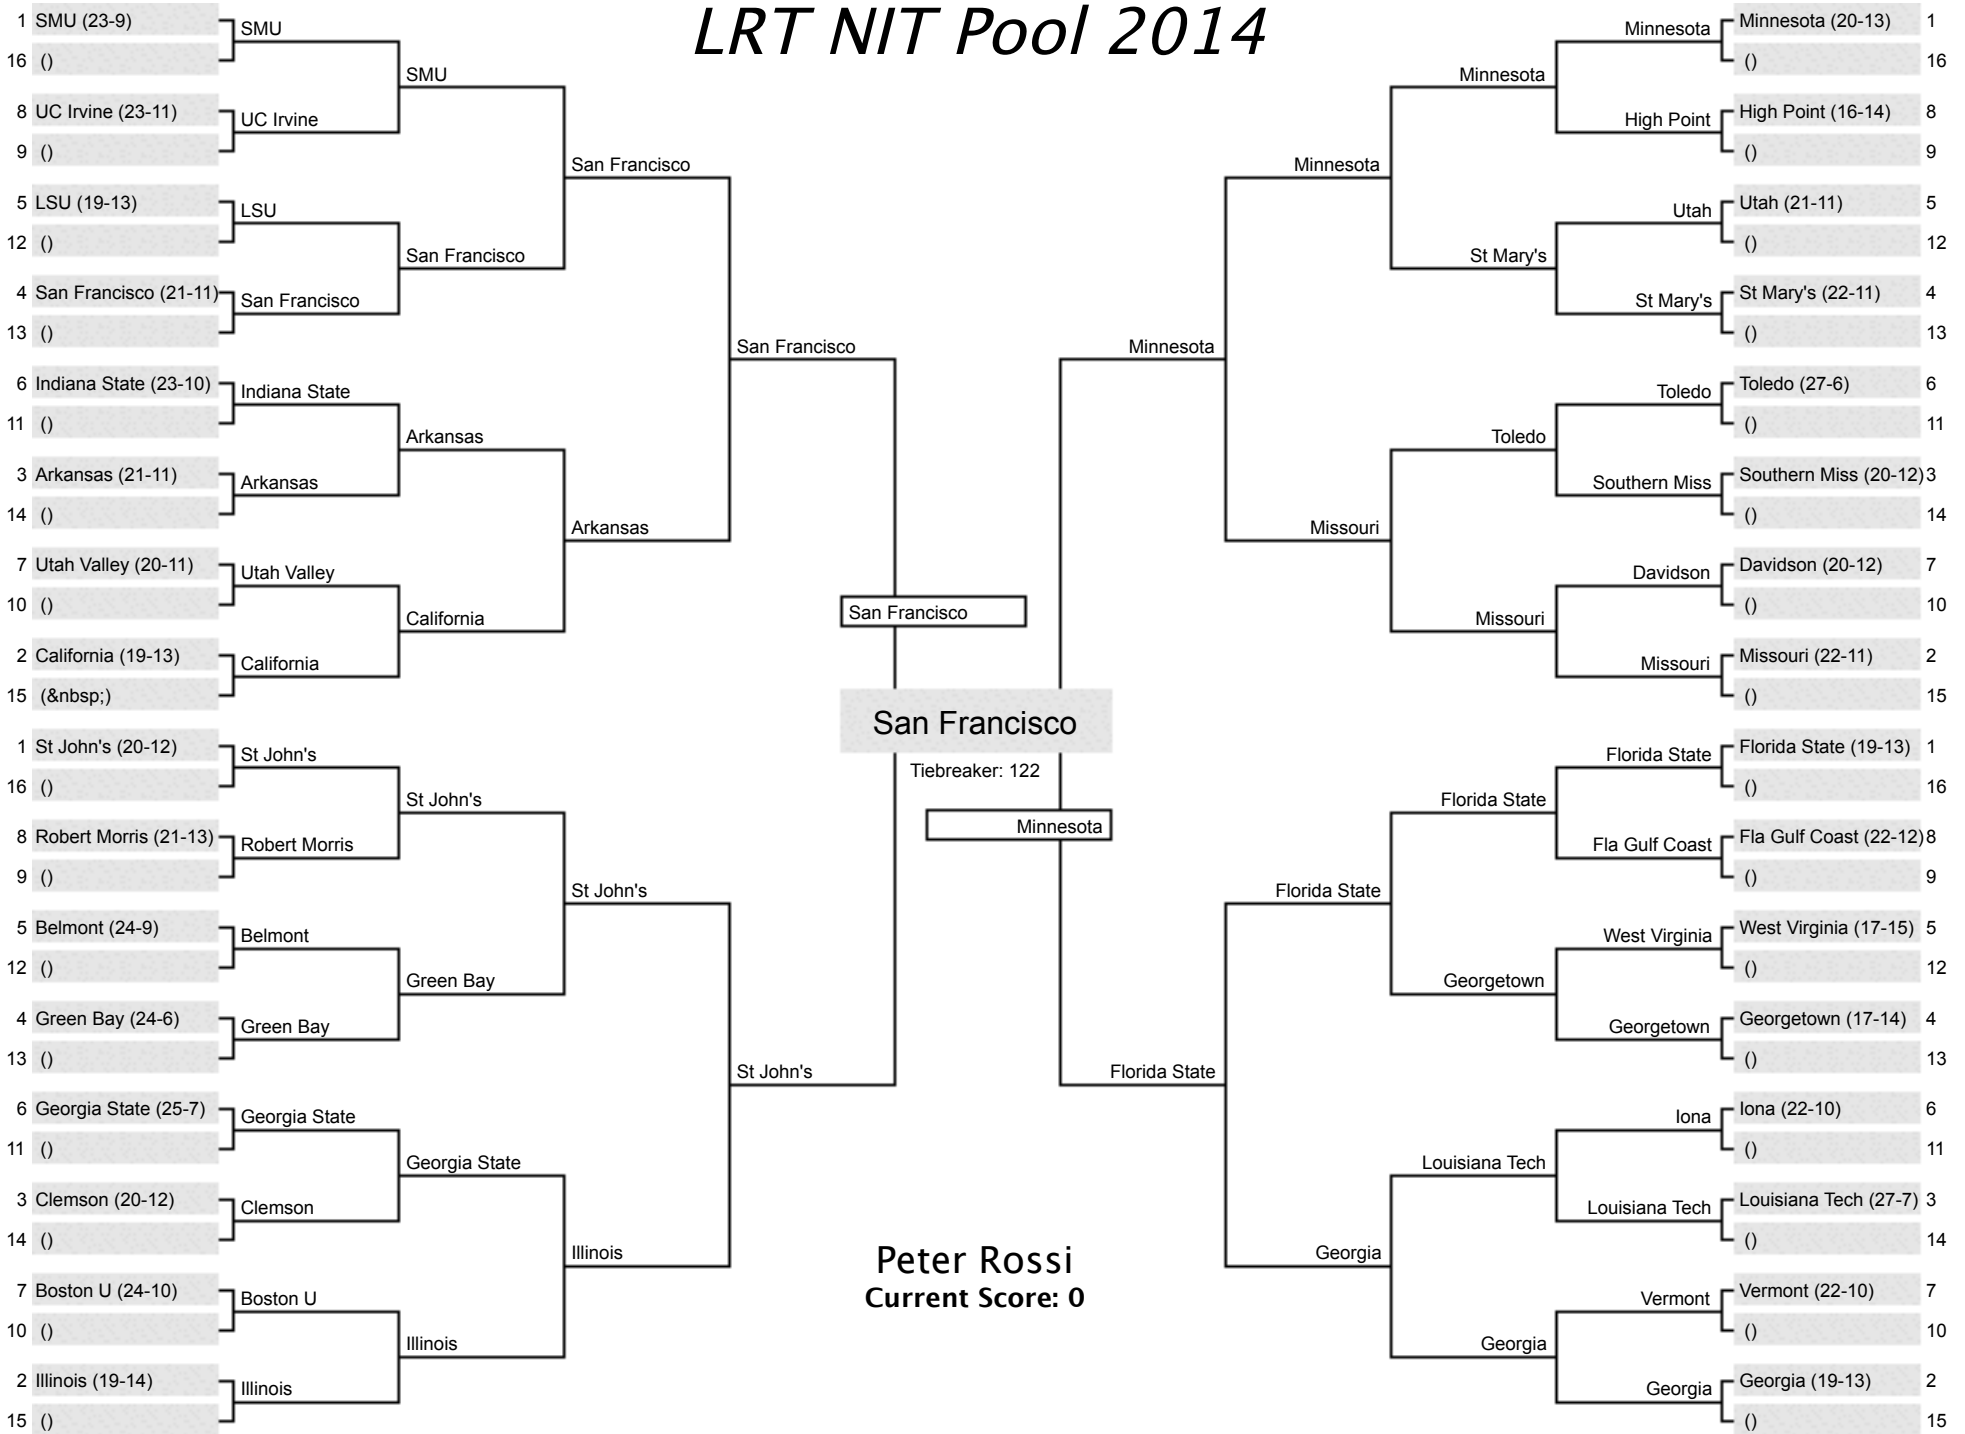 LRT NIT Pool 2014
1 SMU (23-9)
16 ()
8 UC Irvine (23-11)
9 ()
5 LSU (19-13)
12 ()
4 San Francisco (21-11)
13 ()
6 Indiana State (23-10)
11 ()
3 Arkansas (21-11)
14 ()
7 Utah Valley (20-11)
10 ()
2 California (19-13)
15 (&nbsp;)
1 St John's (20-12)
16 ()
8 Robert Morris (21-13)
9 ()
5 Belmont (24-9)
12 ()
4 Green Bay (24-6)
13 ()
6 Georgia State (25-7)
11 ()
3 Clemson (20-12)
14 ()
7 Boston U (24-10)
10 ()
2 Illinois (19-14)
15 ()
SMU
UC Irvine
LSU
San Francisco
Indiana State
Arkansas
Utah Valley
California
St John's
Robert Morris
Belmont
Green Bay
Georgia State
Clemson
Boston U
Illinois
SMU
San Francisco
Arkansas
California
St John's
Green Bay
Georgia State
Illinois
San Francisco
Arkansas
St John's
Illinois
San Francisco
St John's
San Francisco
San Francisco
Tiebreaker: 122
Minnesota
Peter Rossi
Current Score: 0
Minnesota
Florida State
Minnesota
Missouri
Florida State
Georgia
Minnesota
St Mary's
Toledo
Missouri
Florida State
Georgetown
Louisiana Tech
Georgia
Minnesota
High Point
Utah
St Mary's
Toledo
Southern Miss
Davidson
Missouri
Florida State
Fla Gulf Coast
West Virginia
Georgetown
Iona
Louisiana Tech
Vermont
Georgia
Minnesota (20-13) 1
() 16
High Point (16-14) 8
() 9
Utah (21-11) 5
() 12
St Mary's (22-11) 4
() 13
Toledo (27-6) 6
() 11
Southern Miss (20-12) 3
() 14
Davidson (20-12) 7
() 10
Missouri (22-11) 2
() 15
Florida State (19-13) 1
() 16
Fla Gulf Coast (22-12) 8
() 9
West Virginia (17-15) 5
() 12
Georgetown (17-14) 4
() 13
Iona (22-10) 6
() 11
Louisiana Tech (27-7) 3
() 14
Vermont (22-10) 7
() 10
Georgia (19-13) 2
() 15